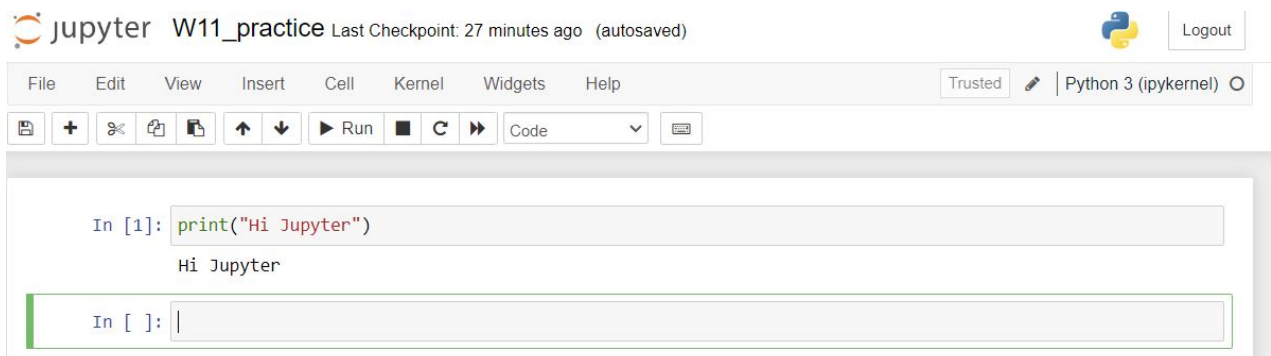 jupyter W11_practice Last Checkpoint: 27 minutes ago (autosaved) Logout
File Edit View Insert Cell Kernel Widgets Help Trusted Python 3 (ipykernel)
Run Code
In [1]: print("Hi Jupyter")
Hi Jupyter
In [ ]: